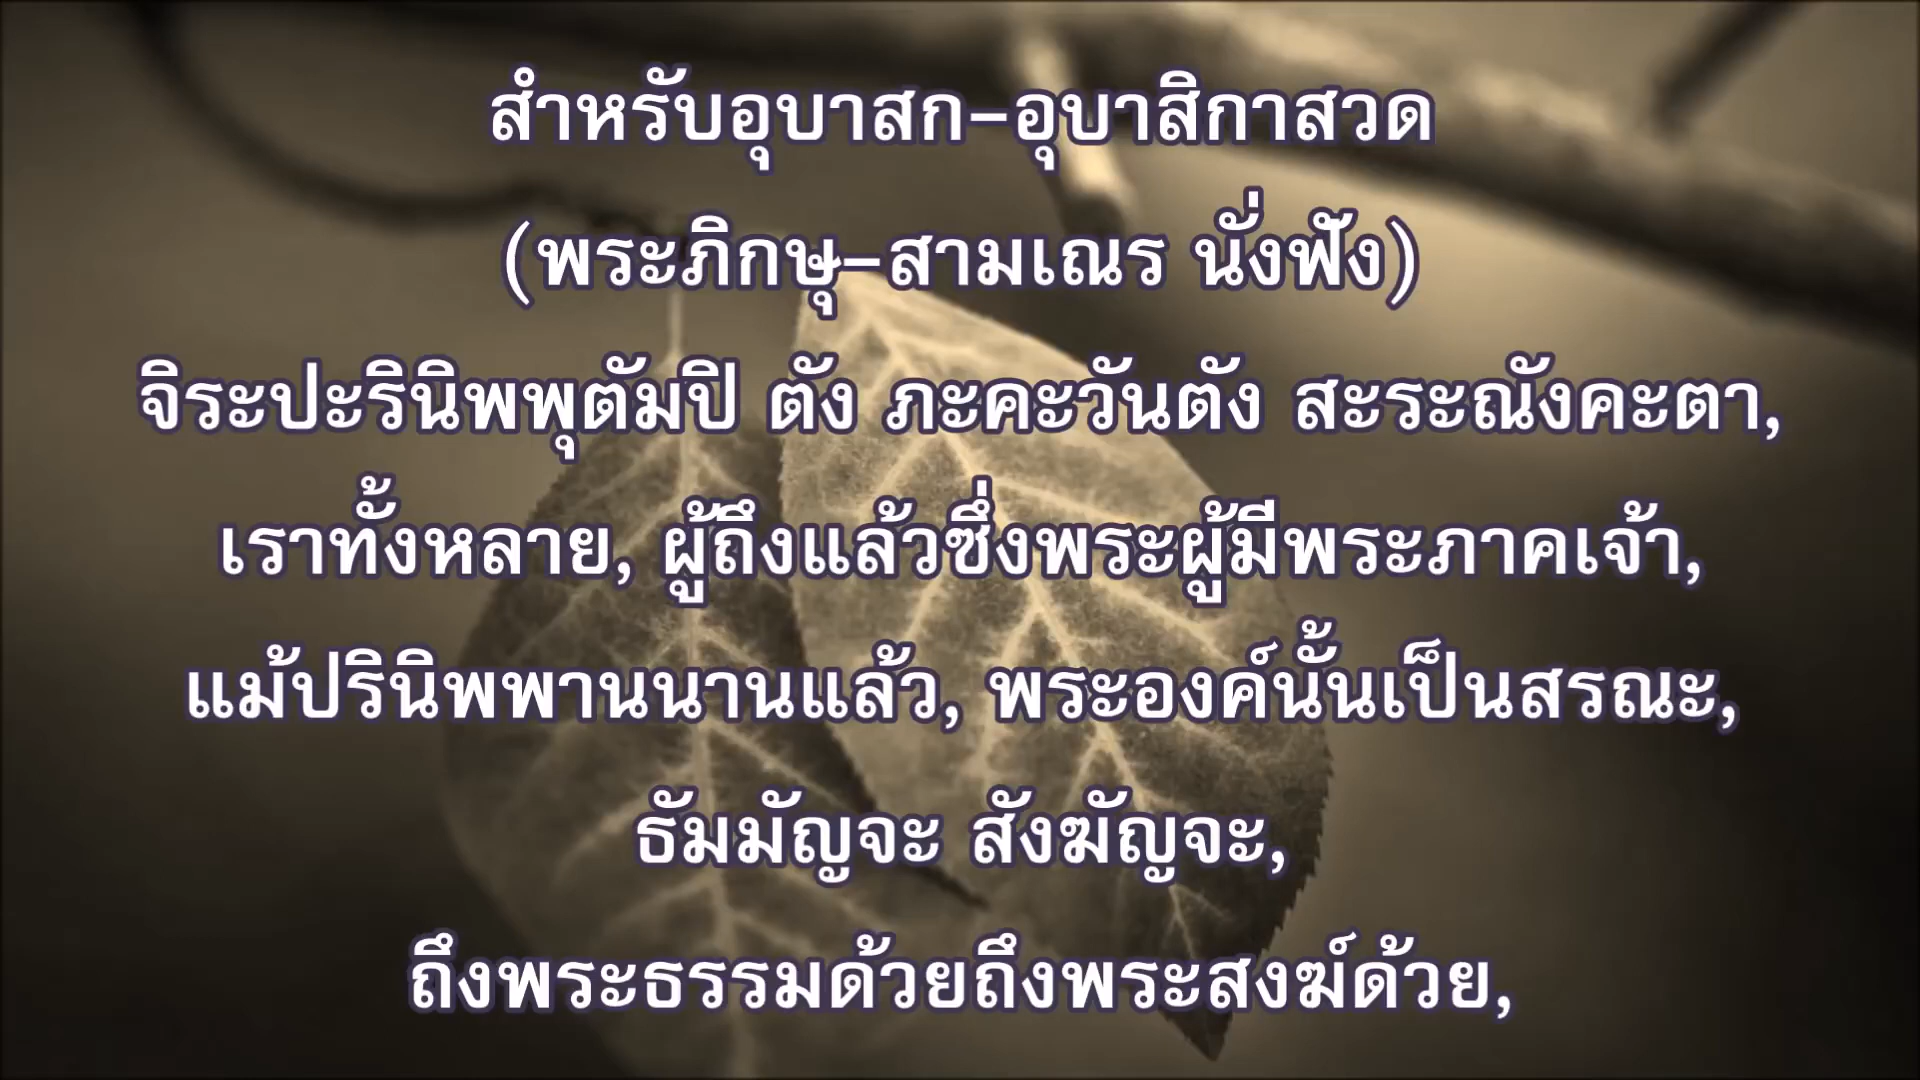 สำหรับอุบาสก–อุบาสิกาสวด
(พระภิกษุ–สามเณร นั่งฟัง)
จิระปะรินิพพุตัมปิ ตัง ภะคะวันตัง สะระณังคะตา,
เราทั้งหลาย, ผู้ถึงแล้วซึ่งพระผู้มีพระภาคเจ้า,
แม้ปรินิพพานนานแล้ว, พระองค์นั้นเป็นสรณะ,
ธัมมัญจะ สังฆัญจะ,
ถึงพระธรรมด้วยถึงพระสงฆ์ด้วย,